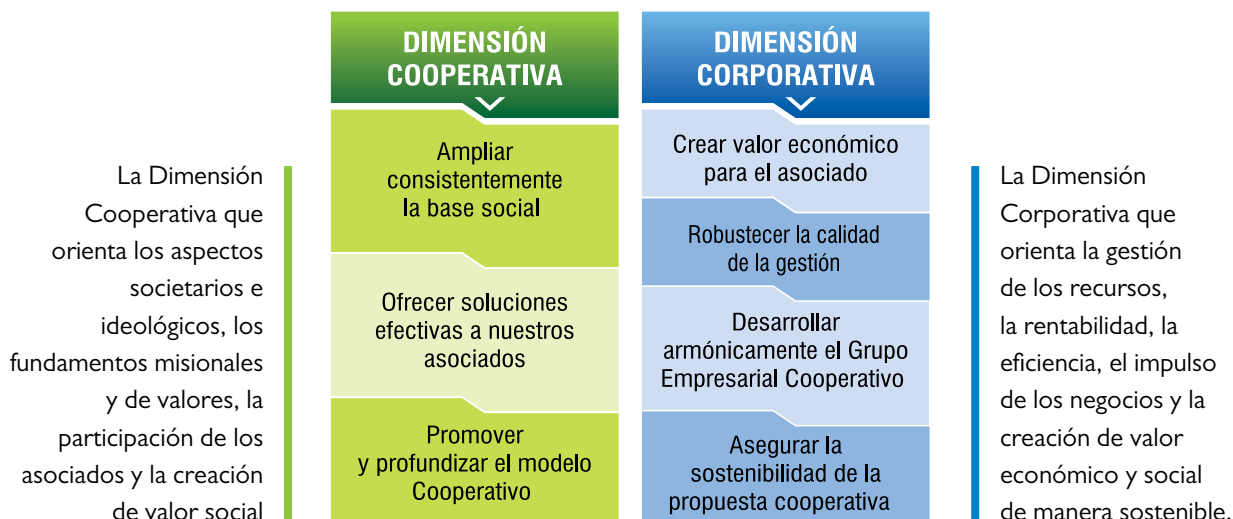 DIMENSIÓN
COOPERATIVA
Ampliar
consistentemente
la base social
Ofrecer soluciones
efectivas a nuestros
asociados
Promover
y profundizar el modelo
Cooperativo
DIMENSIÓN
CORPORATIVA
Crear valor económico
para el asociado
Robustecer la calidad
de la gestión
Desarrollar
armónicamente el Grupo
Empresarial Cooperativo
Asegurar la
sostenibilidad de la
propuesta cooperativa
La Dimensión
Cooperativa que
orienta los aspectos
societarios e
ideológicos, los
fundamentos misionales
y de valores, la
participación de los
asociados y la creación
de valor social
La Dimensión
Corporativa que
orienta la gestión
de los recursos,
la rentabilidad, la
eficiencia, el impulso
de los negocios y la
creación de valor
económico y social
de manera sostenible.